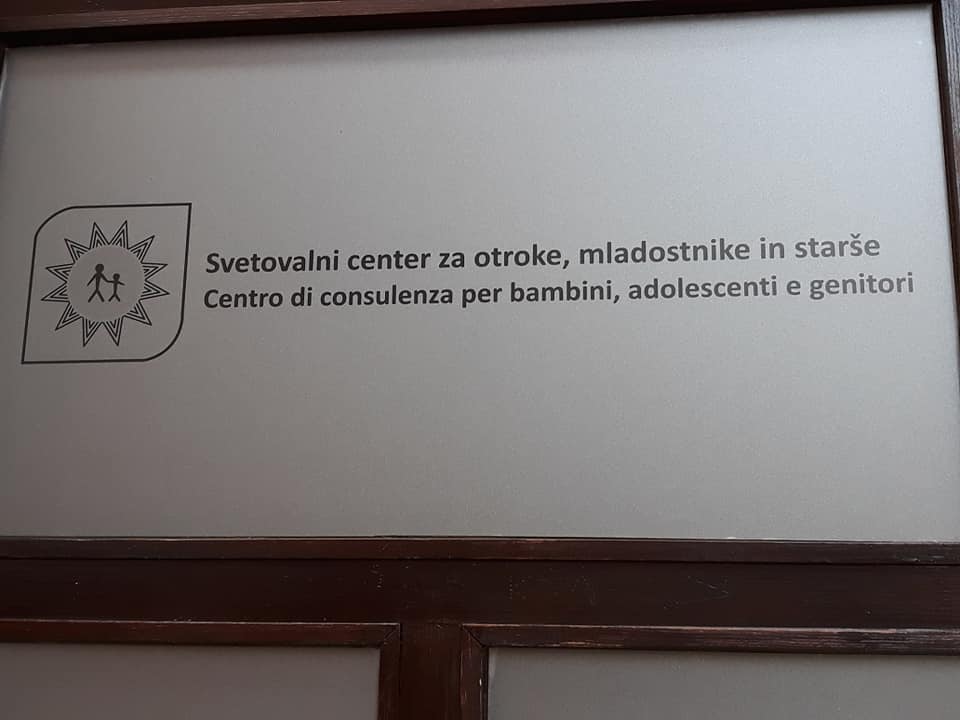 Svetovalni center za otroke, mladostnike in starše
Centro di consulenza per bambini, adolescenti e genitori